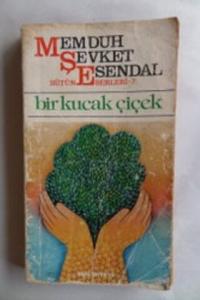 MEMDUH
ŞEVKET
ESENDAL
BÜTÜN ESERLERİ-7:
bir kucak çiçek